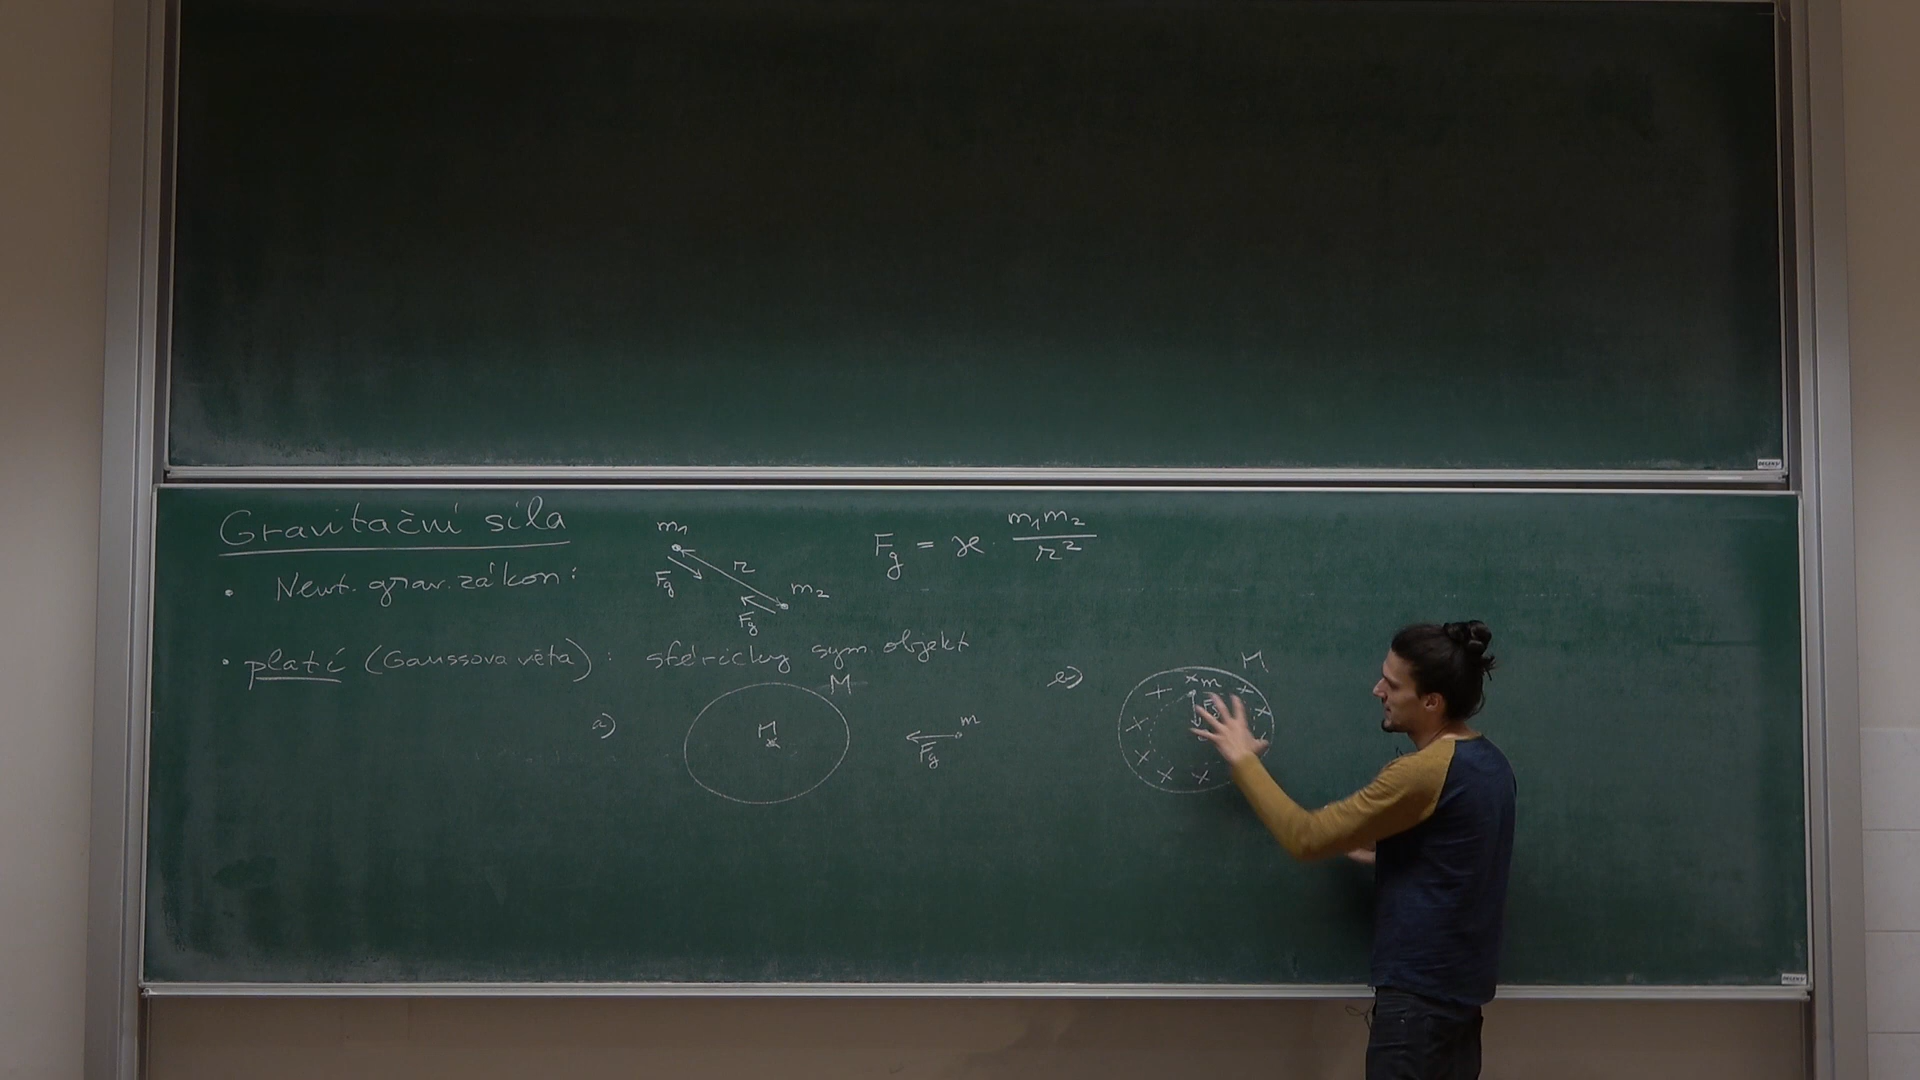 Gravitační síla
• Newt. grav. zákon:
m₁
r
m₂
Fg
Fg
Fg = ϰ · m₁m₂ / r²
• platí (Gaussova věta): sféricky sym. objekt
a)
M
M
m
Fg
b)
M
m